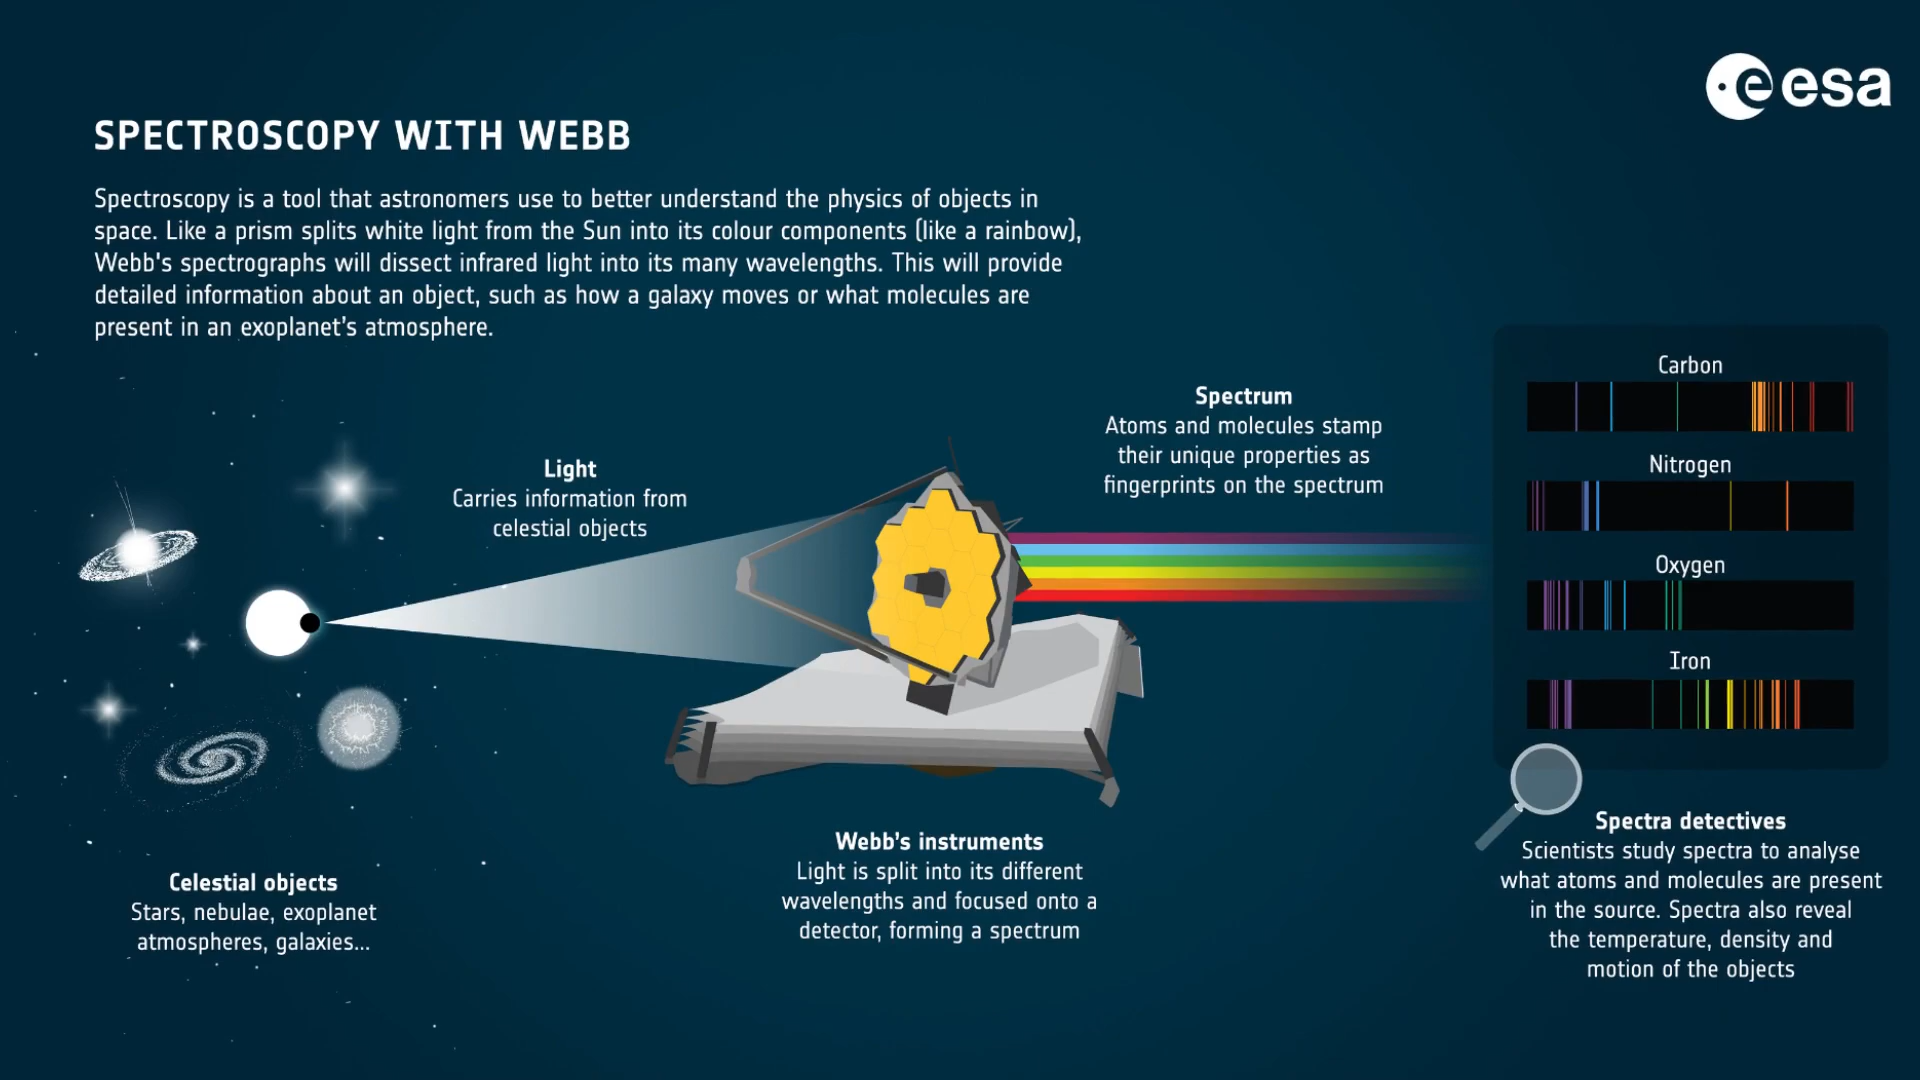 esa
SPECTROSCOPY WITH WEBB
Spectroscopy is a tool that astronomers use to better understand the physics of objects in
space. Like a prism splits white light from the Sun into its colour components (like a rainbow),
Webb's spectrographs will dissect infrared light into its many wavelengths. This will provide
detailed information about an object, such as how a galaxy moves or what molecules are
present in an exoplanet's atmosphere.
Light
Carries information from
celestial objects
Spectrum
Atoms and molecules stamp
their unique properties as
fingerprints on the spectrum
Carbon
Nitrogen
Oxygen
Iron
Celestial objects
Stars, nebulae, exoplanet
atmospheres, galaxies...
Webb's instruments
Light is split into its different
wavelengths and focused onto a
detector, forming a spectrum
Spectra detectives
Scientists study spectra to analyse
what atoms and molecules are present
in the source. Spectra also reveal
the temperature, density and
motion of the objects